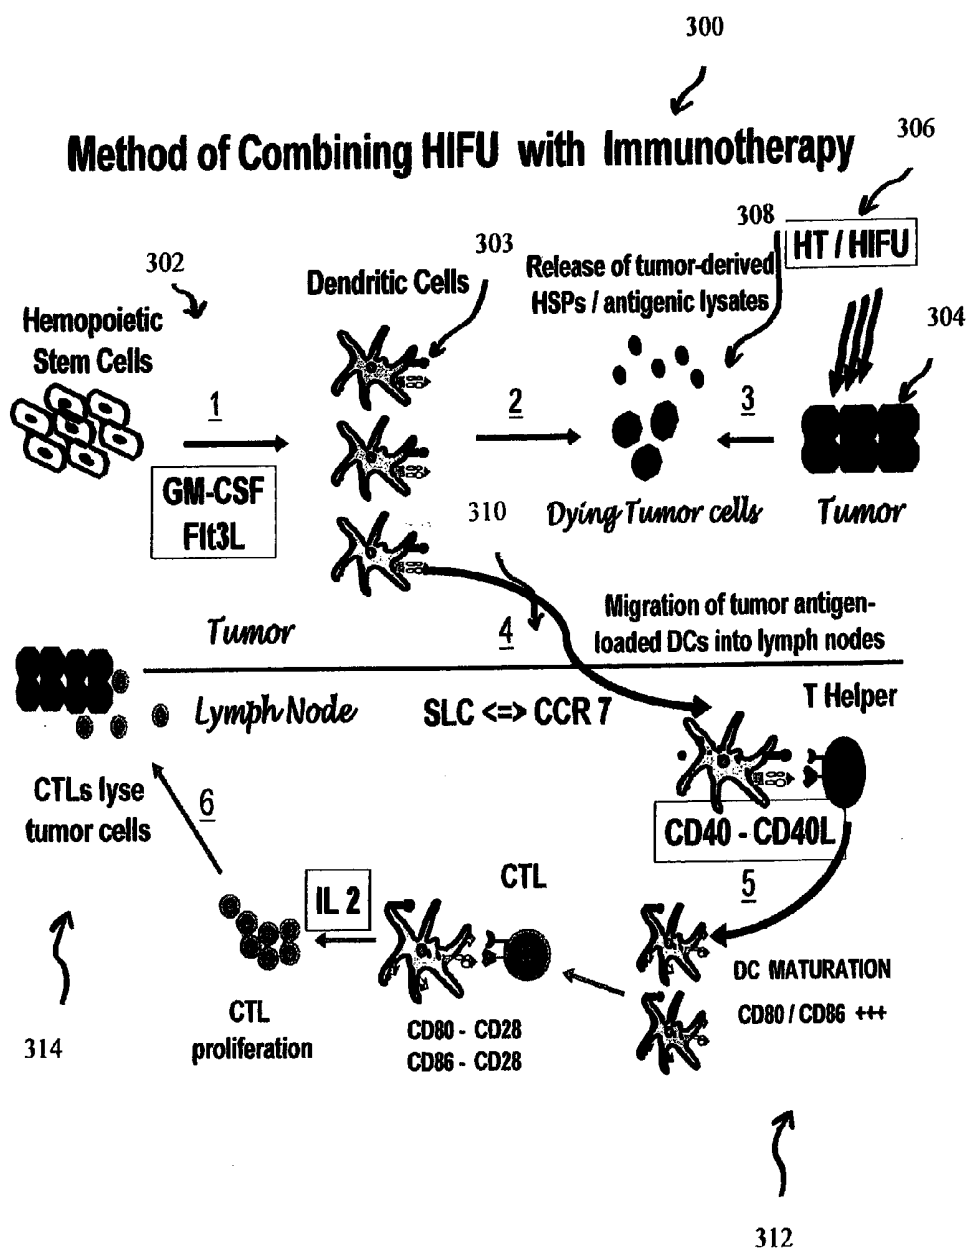 300
Method of Combining HIFU with Immunotherapy
306
308
HT / HIFU
302
303
Dendritic Cells
Release of tumor-derived
HSPs / antigenic lysates
304
Hemopoietic
Stem Cells
1
2
3
GM-CSF
Flt3L
310
Dying Tumor cells
Tumor
Migration of tumor antigen-
loaded DCs into lymph nodes
Tumor
4
Lymph Node
SLC <=> CCR 7
T Helper
CTLs lyse
tumor cells
6
CD40 - CD40L
5
CTL
IL 2
DC MATURATION
CD80 / CD86 +++
CTL
proliferation
CD80 - CD28
CD86 - CD28
314
312